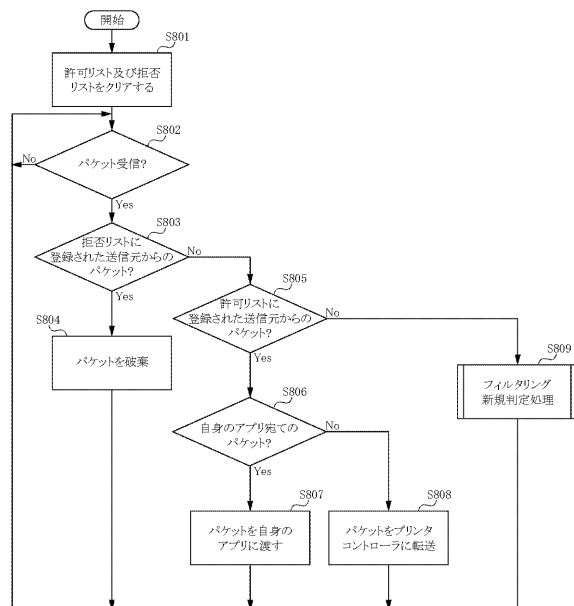 開始
S801
許可リスト及び拒否
リストをクリアする
S802
パケット受信?
No
Yes
S803
拒否リストに
登録された送信元からの
パケット?
No
Yes
S804
パケットを破棄
S805
許可リストに
登録された送信元からの
パケット?
No
Yes
S806
自身のアプリ宛ての
パケット?
No
Yes
S807
パケットを自身の
アプリに渡す
S808
パケットをプリンタ
コントローラに転送
S809
フィルタリング
新規判定処理